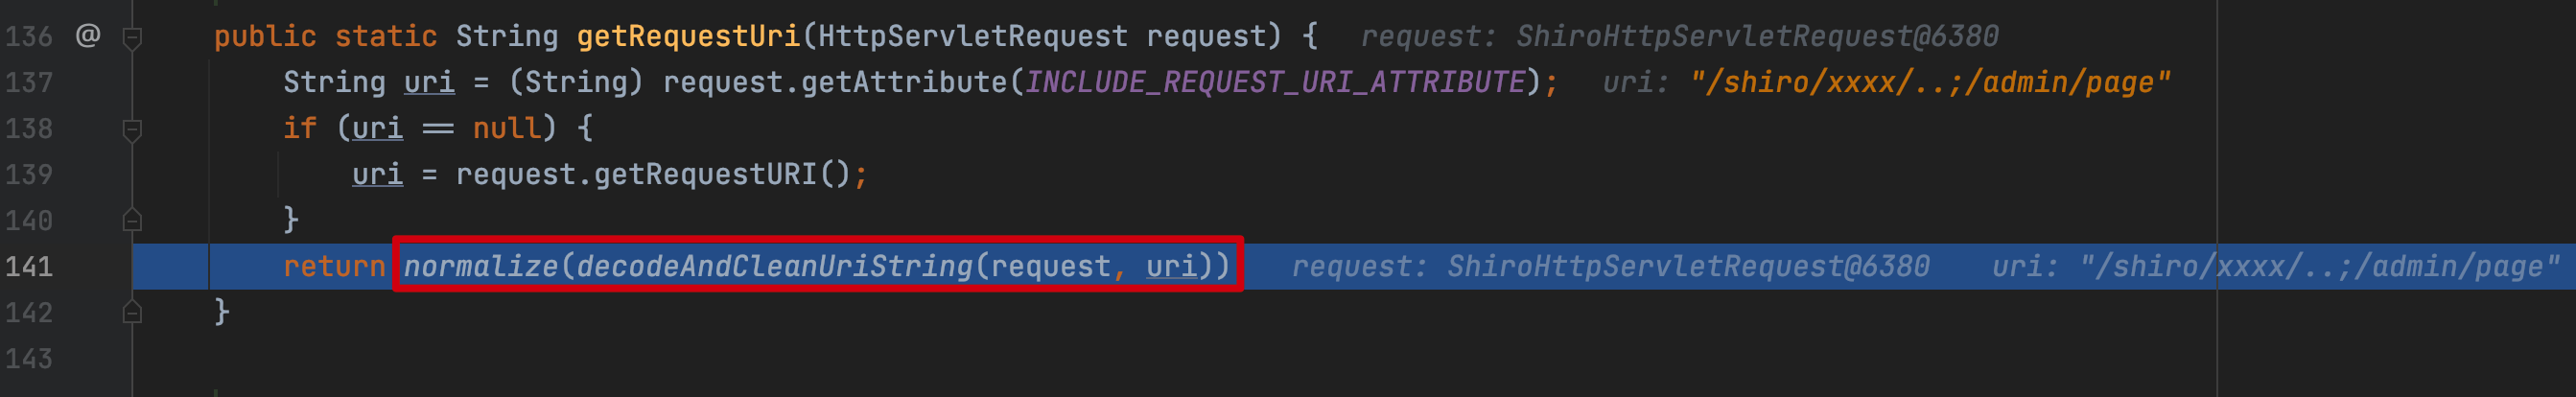 136 @ public static String getRequestUri(HttpServletRequest request) { request: ShiroHttpServletRequest@6380
137 String uri = (String) request.getAttribute(INCLUDE_REQUEST_URI_ATTRIBUTE); uri: "/shiro/xxxx/..;/admin/page"
138 if (uri == null) {
139 uri = request.getRequestURI();
140 }
141 return normalize(decodeAndCleanUriString(request, uri)) request: ShiroHttpServletRequest@6380 uri: "/shiro/xxxx/..;/admin/page"
142 }
143